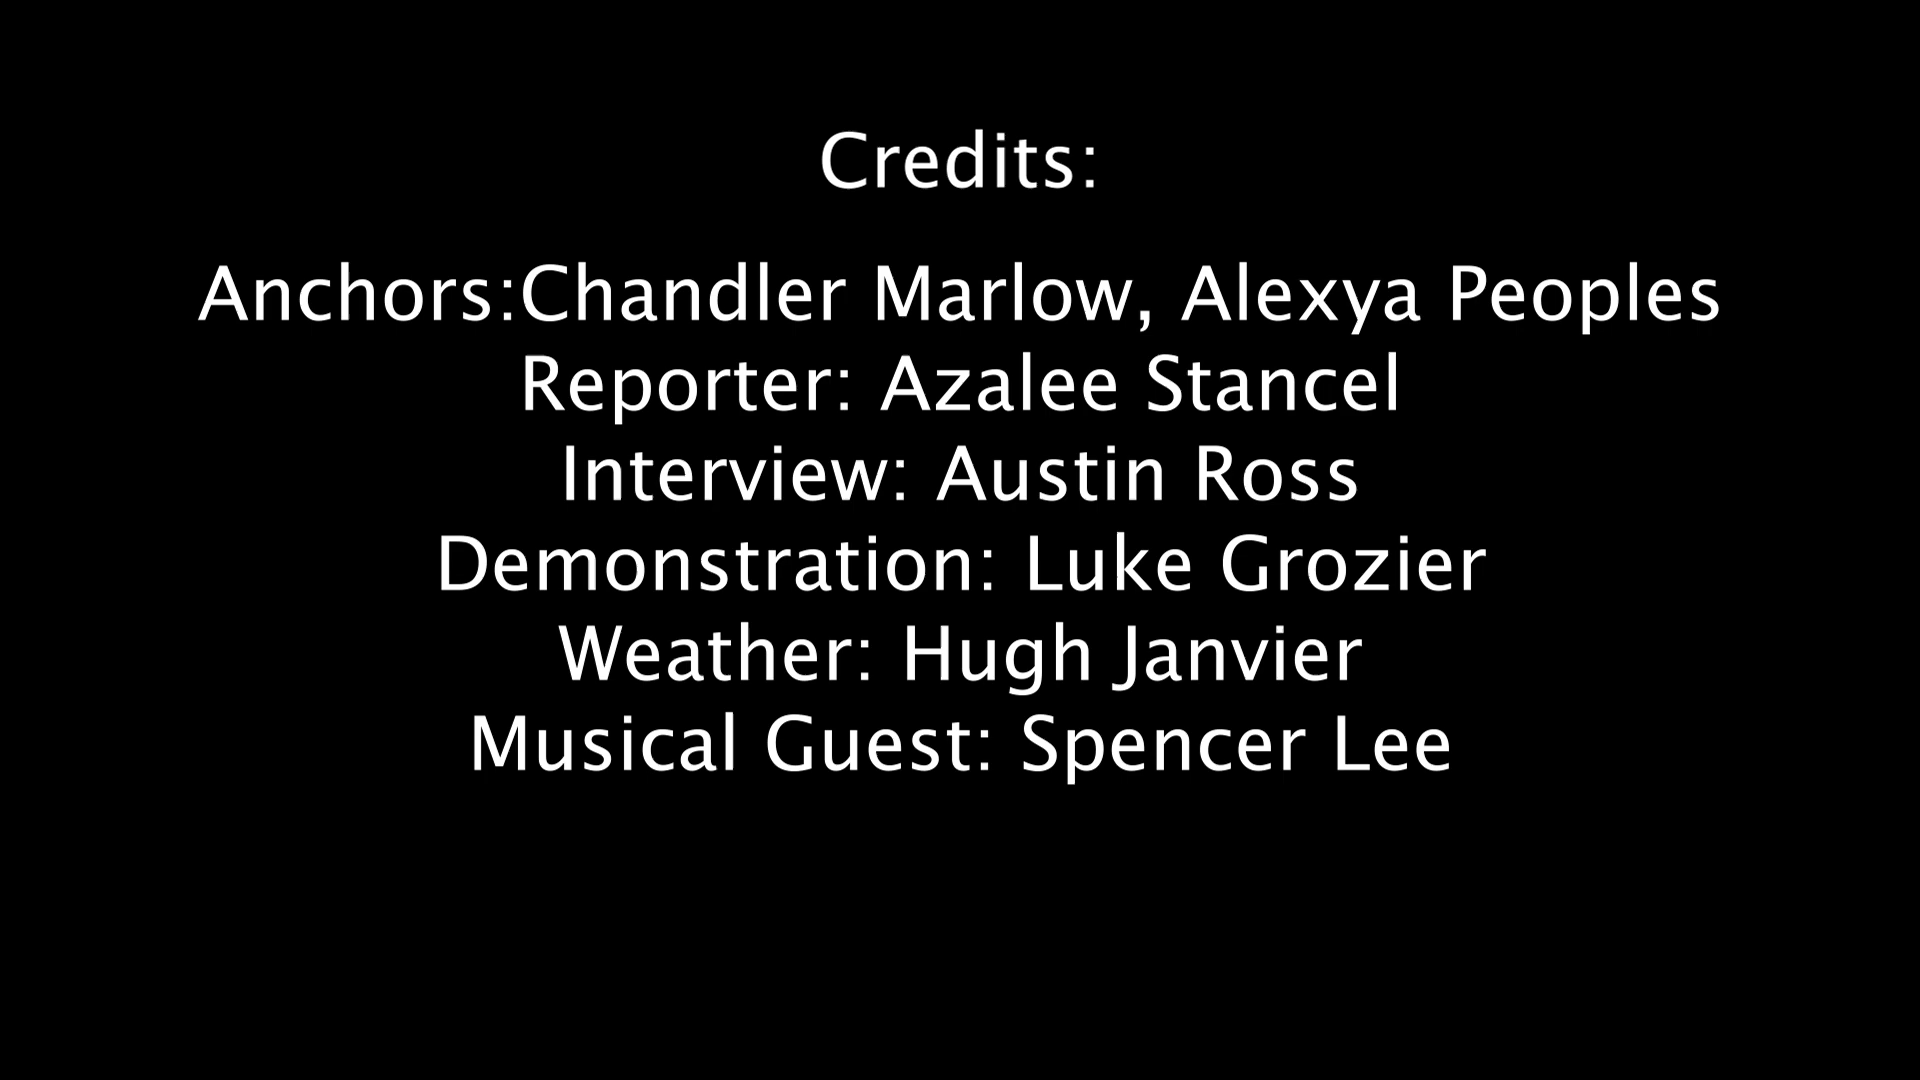 Credits:
Anchors:Chandler Marlow, Alexya Peoples
Reporter: Azalee Stancel
Interview: Austin Ross
Demonstration: Luke Grozier
Weather: Hugh Janvier
Musical Guest: Spencer Lee